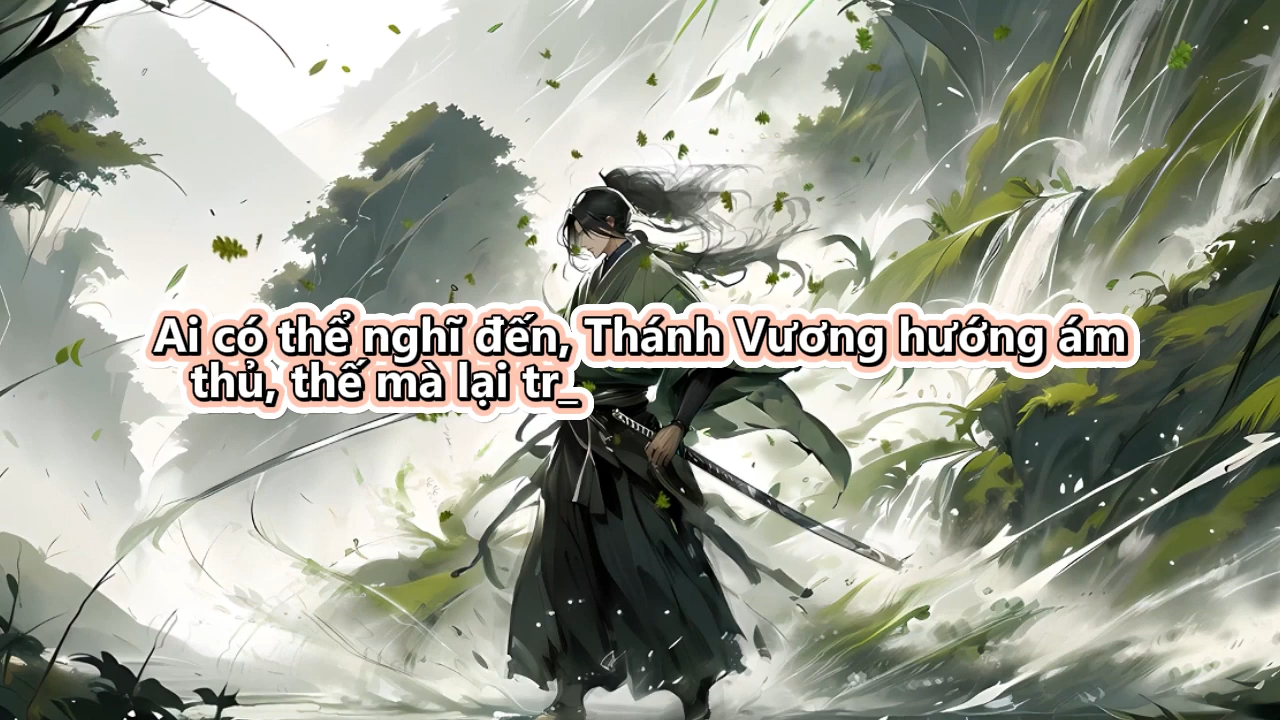 Ai có thể nghĩ đến, Thánh Vương hướng ám
thủ, thế mà lại tr_